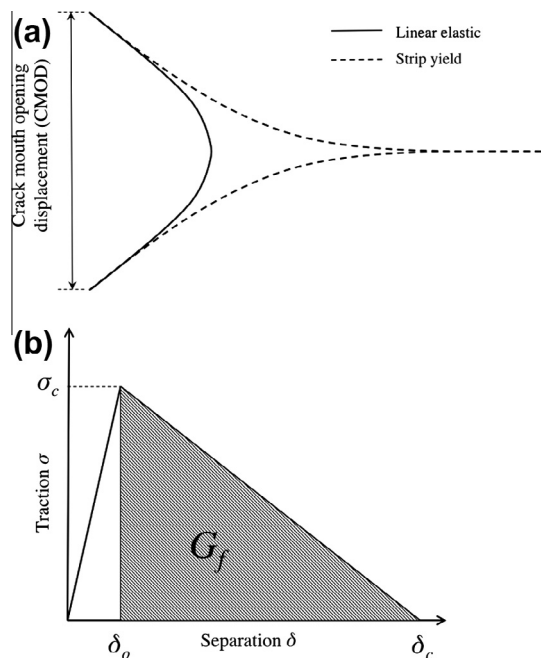 (a)
Linear elastic
Strip yield
Crack mouth opening
displacement (CMOD)
(b)
σc
Traction σ
Gf
δo
Separation δ
δc